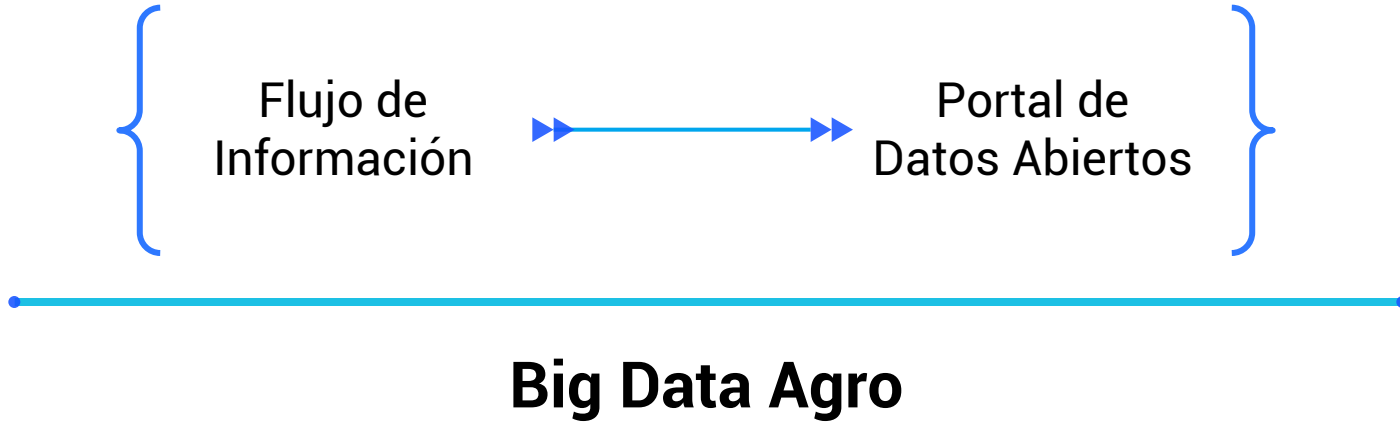 Flujo de
Información
Portal de
Datos Abiertos
Big Data Agro